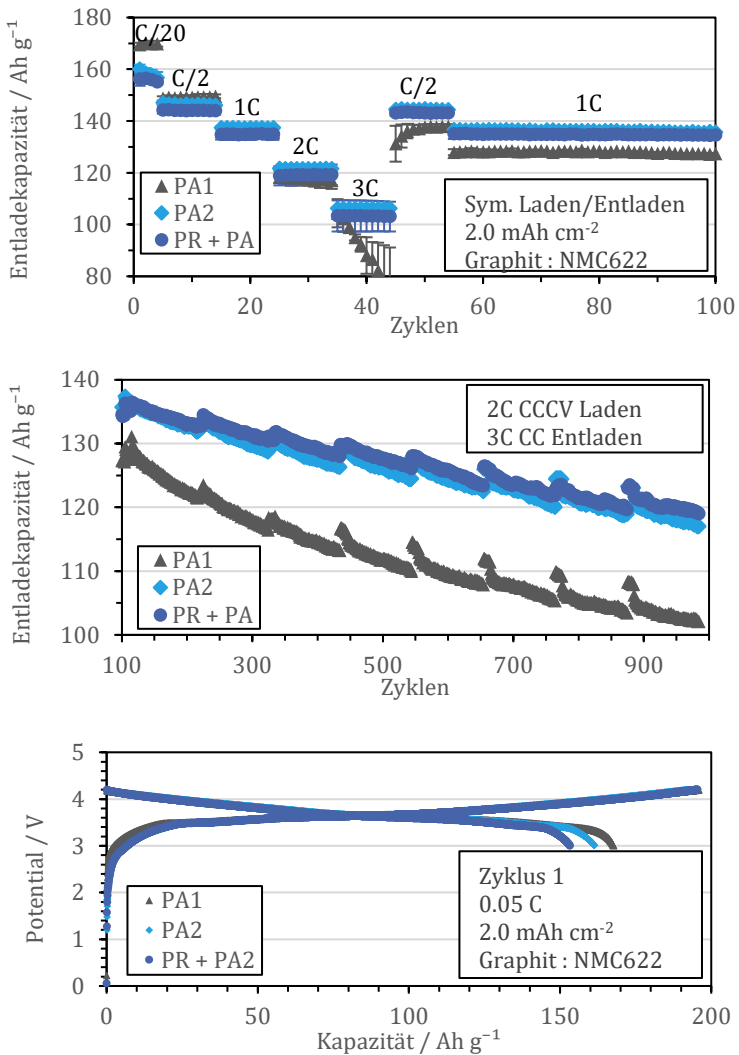 180
160
140
120
100
80
Entladekapazität / Ah g⁻¹
C/20
C/2
1C
2C
3C
C/2
1C
PA1
PA2
PR + PA
Sym. Laden/Entladen
2.0 mAh cm⁻²
Graphit : NMC622
0 20 40 60 80 100
Zyklen
140
130
120
110
100
Entladekapazität / Ah g⁻¹
2C CCCV Laden
3C CC Entladen
PA1
PA2
PR + PA
100 300 500 700 900
Zyklen
5
4
3
2
1
0
Potential / V
PA1
PA2
PR + PA2
Zyklus 1
0.05 C
2.0 mAh cm⁻²
Graphit : NMC622
0 50 100 150 200
Kapazität / Ah g⁻¹